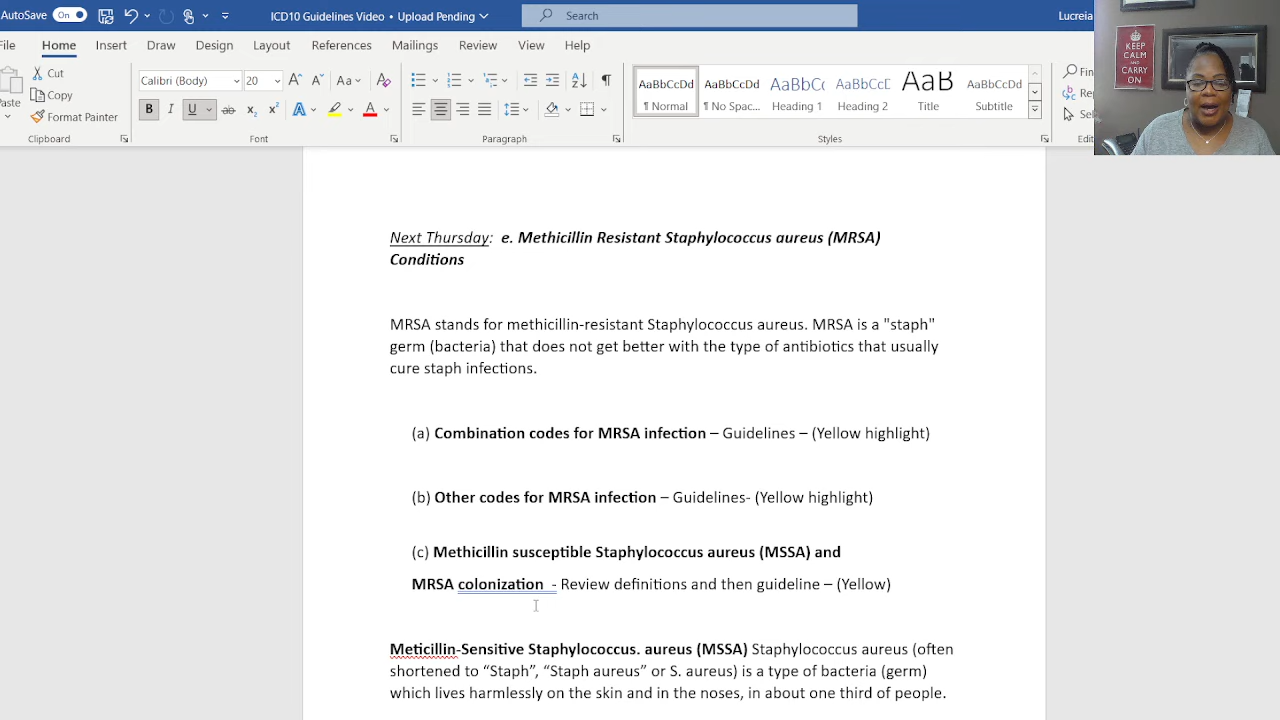 AutoSave On ICD10 Guidelines Video • Upload Pending Search Lucreia
File Home Insert Draw Design Layout References Mailings Review View Help
Cut
Copy
Format Painter
Calibri (Body) 20 Aa
B I U ab x₂ x² A A
AaBbCcDd AaBbCcDd AaBbCc AaBbCcE AaB AaBbCcDd
¶ Normal ¶ No Spac... Heading 1 Heading 2 Title Subtitle
Clipboard Font Paragraph Styles
KEEP
CALM
AND
CARRY
ON
Next Thursday: e. Methicillin Resistant Staphylococcus aureus (MRSA)
Conditions
MRSA stands for methicillin-resistant Staphylococcus aureus. MRSA is a "staph"
germ (bacteria) that does not get better with the type of antibiotics that usually
cure staph infections.
(a) Combination codes for MRSA infection – Guidelines – (Yellow highlight)
(b) Other codes for MRSA infection – Guidelines- (Yellow highlight)
(c) Methicillin susceptible Staphylococcus aureus (MSSA) and
MRSA colonization - Review definitions and then guideline – (Yellow)
Meticillin-Sensitive Staphylococcus. aureus (MSSA) Staphylococcus aureus (often
shortened to “Staph”, “Staph aureus” or S. aureus) is a type of bacteria (germ)
which lives harmlessly on the skin and in the noses, in about one third of people.